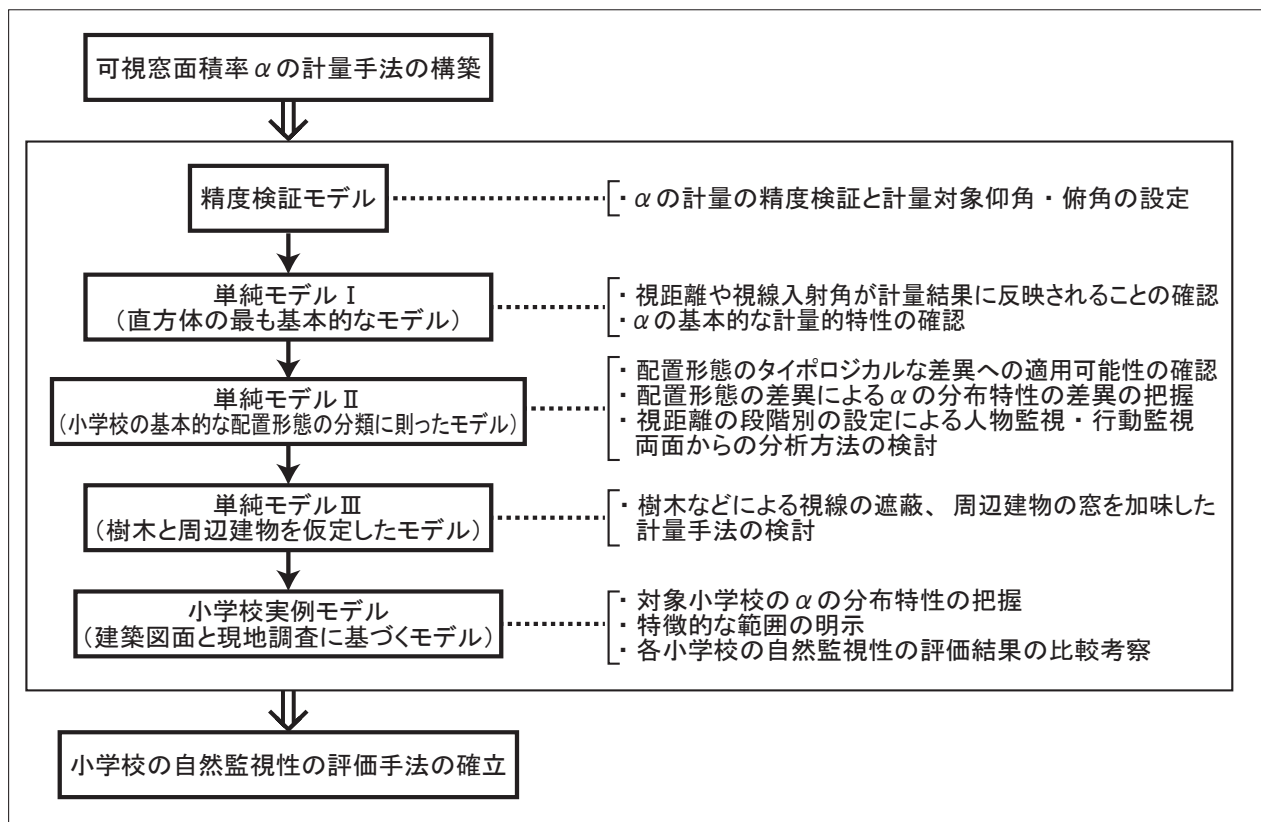 可視窓面積率αの計量手法の構築
精度検証モデル
・αの計量の精度検証と計量対象仰角・俯角の設定
単純モデルⅠ
（直方体の最も基本的なモデル）
・視距離や視線入射角が計量結果に反映されることの確認
・αの基本的な計量的特性の確認
単純モデルⅡ
（小学校の基本的な配置形態の分類に則ったモデル）
・配置形態のタイポロジカルな差異への適用可能性の確認
・配置形態の差異によるαの分布特性の差異の把握
・視距離の段階別の設定による人物監視・行動監視
両面からの分析方法の検討
単純モデルⅢ
（樹木と周辺建物を仮定したモデル）
・樹木などによる視線の遮蔽、周辺建物の窓を加味した
計量手法の検討
小学校実例モデル
（建築図面と現地調査に基づくモデル）
・対象小学校のαの分布特性の把握
・特徴的な範囲の明示
・各小学校の自然監視性の評価結果の比較考察
小学校の自然監視性の評価手法の確立